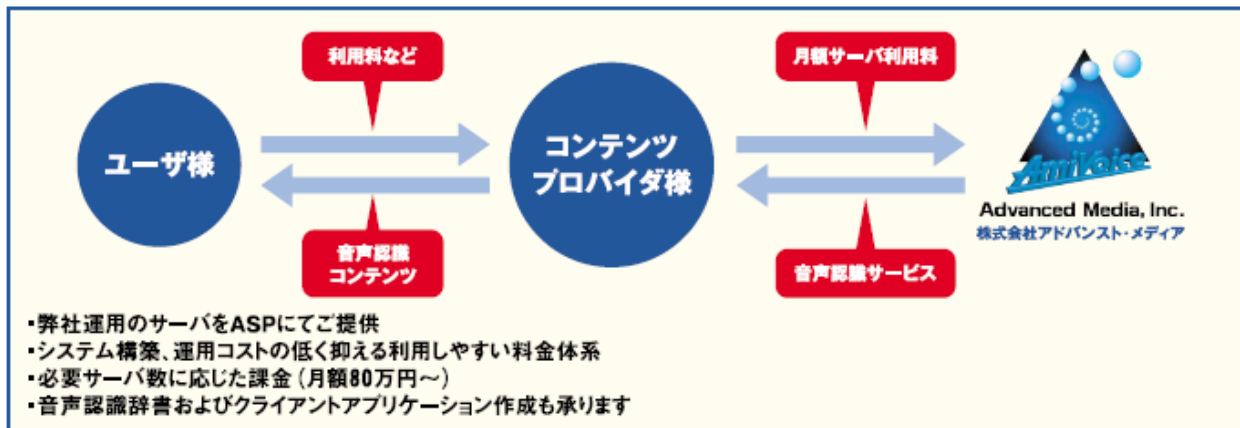 利用料など
月額サーバ利用料
ユーザ様
コンテンツ
プロバイダ様
AmiVoice
Advanced Media, Inc.
株式会社アドバンスト・メディア
音声認識
コンテンツ
音声認識サービス
▪弊社運用のサーバをASPにてご提供
▪システム構築、運用コストの低く抑える利用しやすい料金体系
▪必要サーバ数に応じた課金（月額80万円～）
▪音声認識辞書およびクライアントアプリケーション作成も承ります